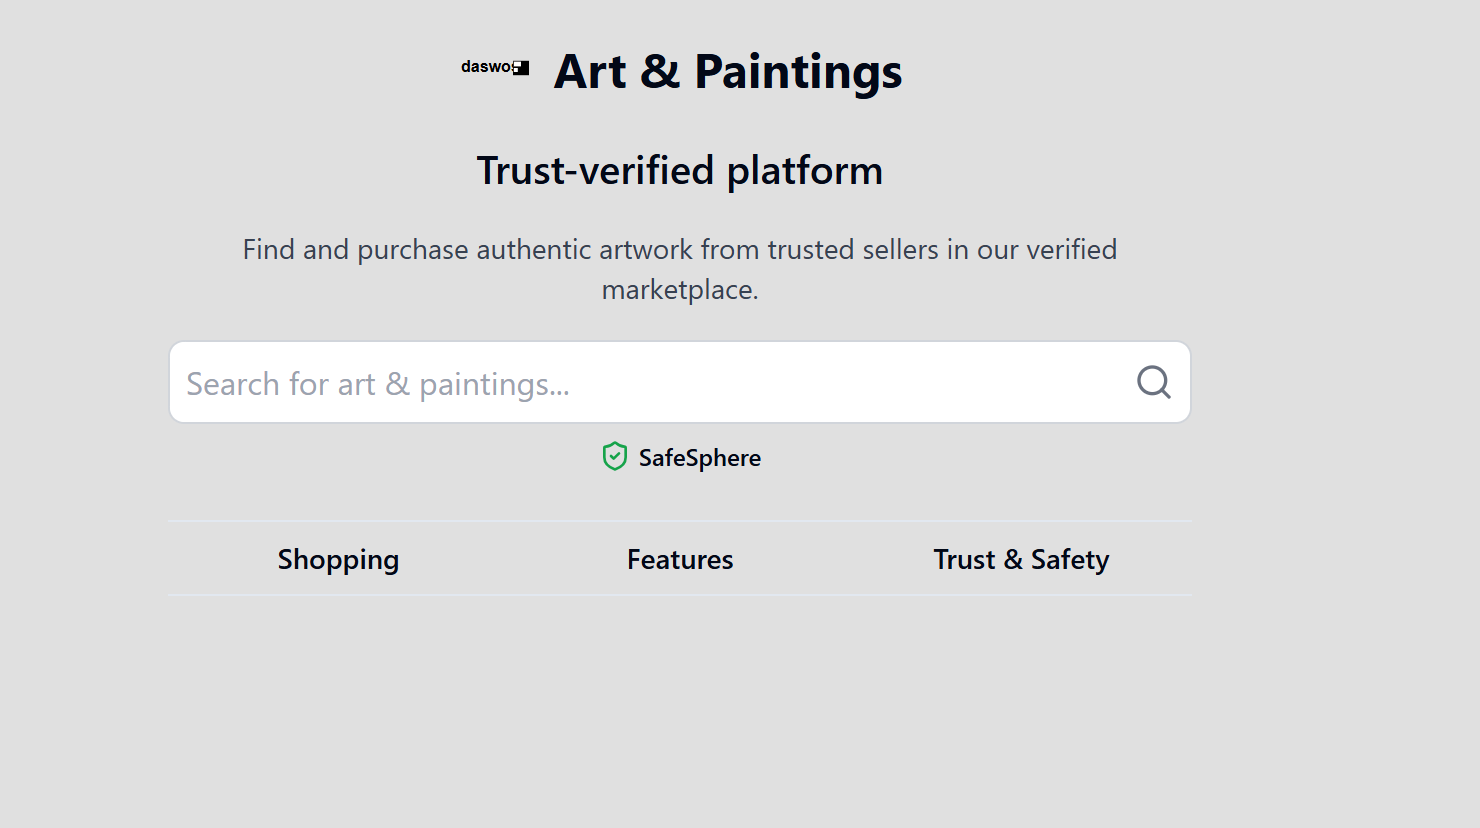 daswo
Art & Paintings
Trust-verified platform
Find and purchase authentic artwork from trusted sellers in our verified
marketplace.
Search for art & paintings...
SafeSphere
Shopping
Features
Trust & Safety